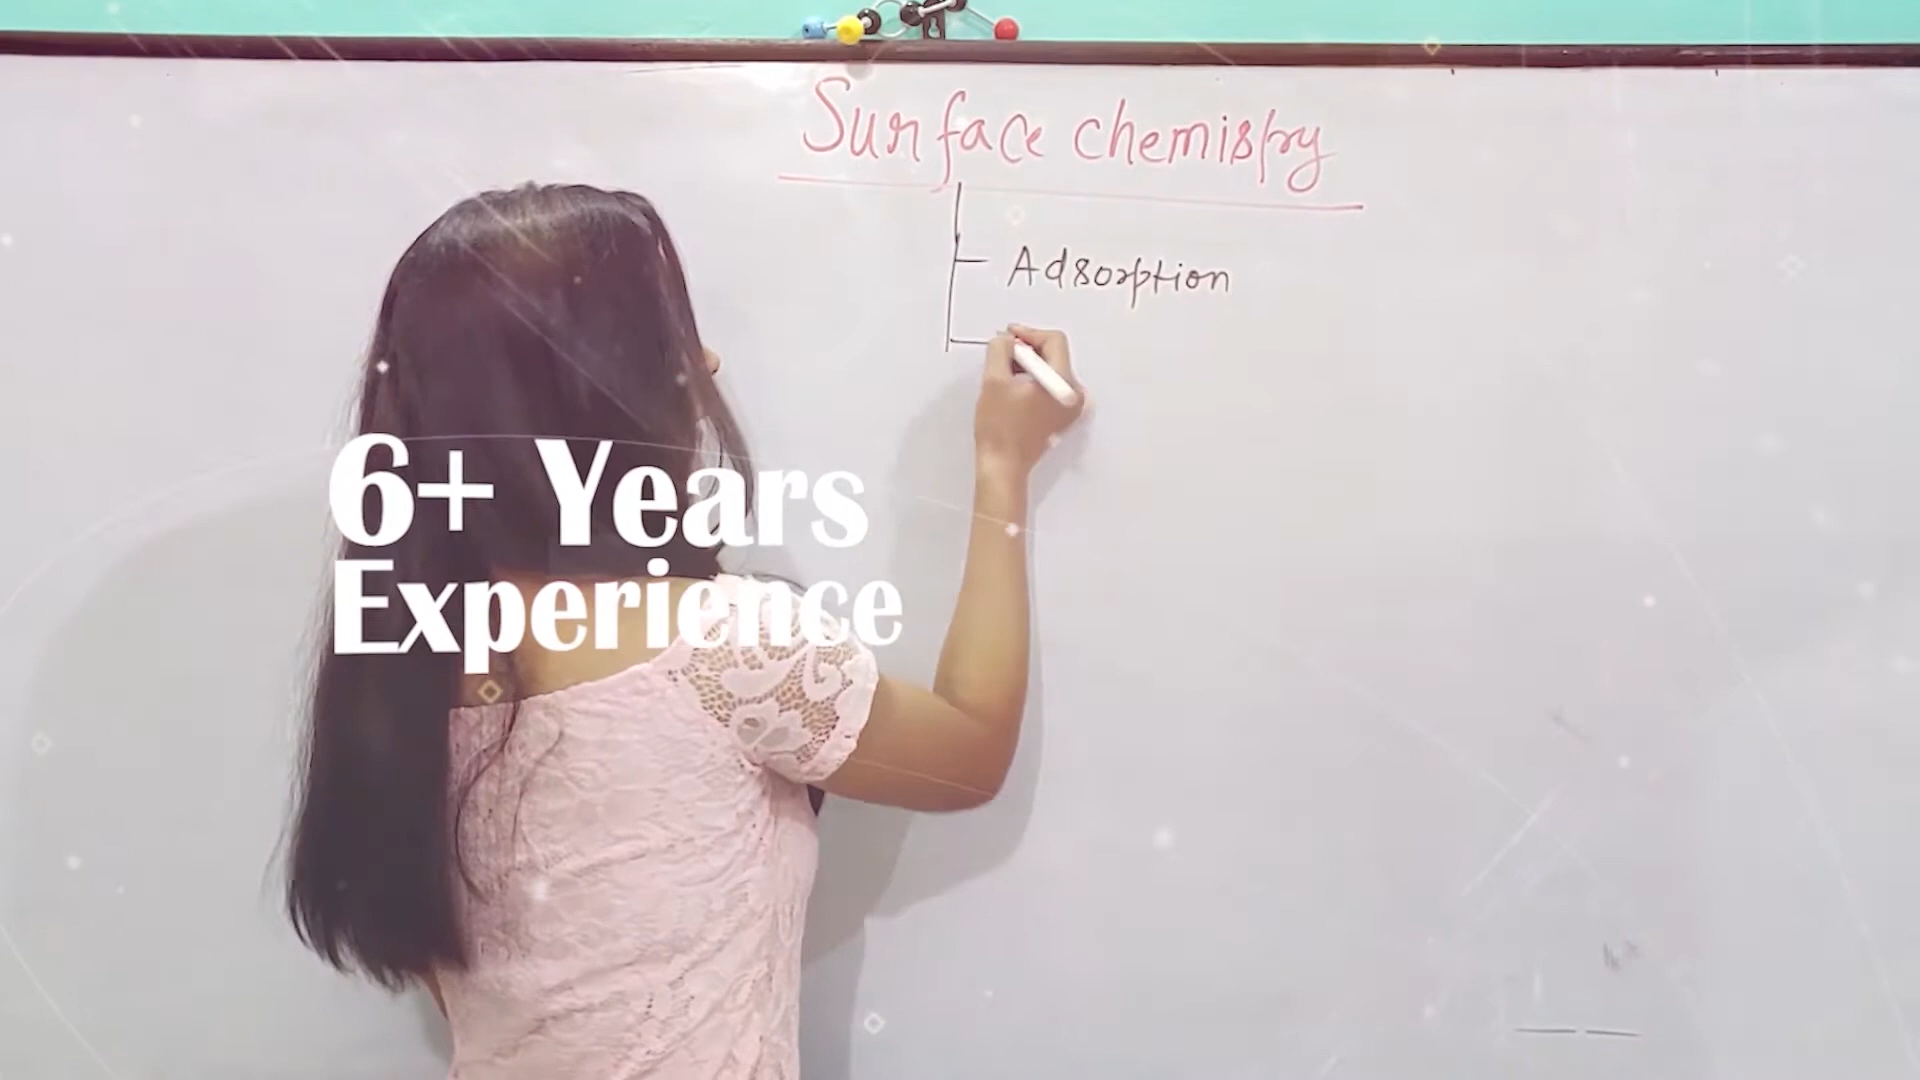 Surface chemistry
Adsorption
6+ Years
Experience